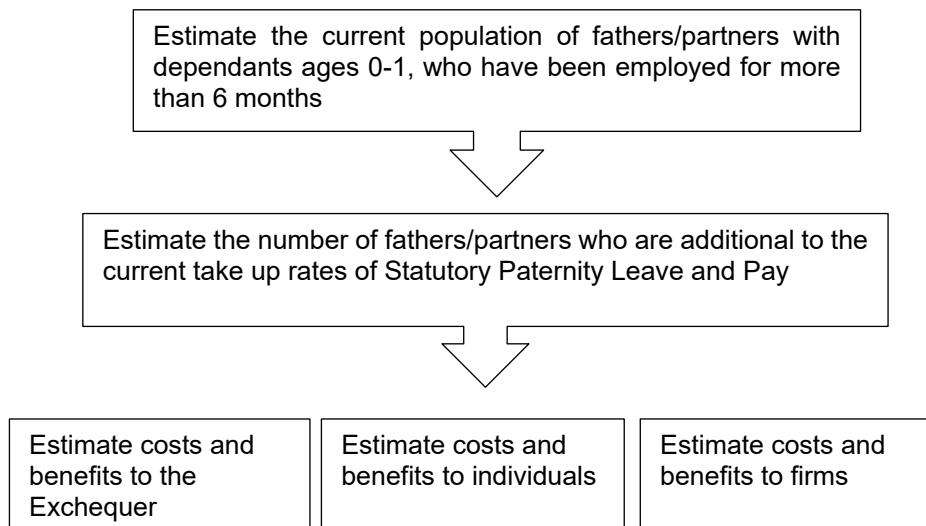 Estimate the current population of fathers/partners with
dependants ages 0-1, who have been employed for more
than 6 months
Estimate the number of fathers/partners who are additional to the
current take up rates of Statutory Paternity Leave and Pay
Estimate costs and
benefits to the
Exchequer
Estimate costs and
benefits to individuals
Estimate costs and
benefits to firms